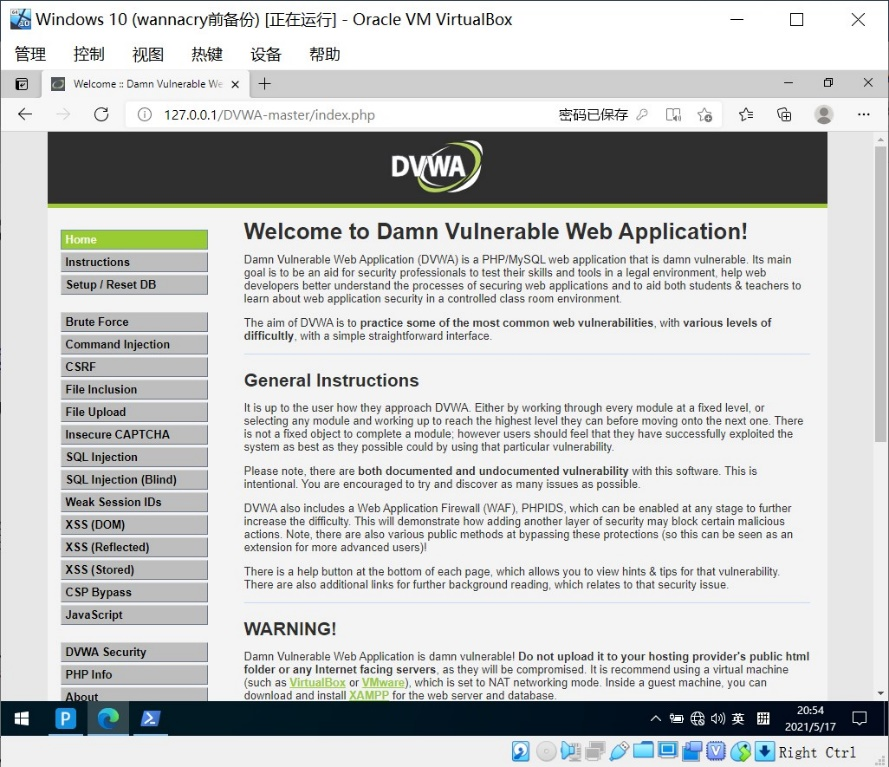 Windows 10 (wannacry前备份) [正在运行] - Oracle VM VirtualBox
管理 控制 视图 热键 设备 帮助
Welcome :: Damn Vulnerable We
127.0.0.1/DVWA-master/index.php 密码已保存
DVWA
Home
Instructions
Setup / Reset DB
Brute Force
Command Injection
CSRF
File Inclusion
File Upload
Insecure CAPTCHA
SQL Injection
SQL Injection (Blind)
Weak Session IDs
XSS (DOM)
XSS (Reflected)
XSS (Stored)
CSP Bypass
JavaScript
DVWA Security
PHP Info
About
Welcome to Damn Vulnerable Web Application!
Damn Vulnerable Web Application (DVWA) is a PHP/MySQL web application that is damn vulnerable. Its main
goal is to be an aid for security professionals to test their skills and tools in a legal environment, help web
developers better understand the processes of securing web applications and to aid both students & teachers to
learn about web application security in a controlled class room environment.
The aim of DVWA is to practice some of the most common web vulnerabilities, with various levels of
difficultly, with a simple straightforward interface.
General Instructions
It is up to the user how they approach DVWA. Either by working through every module at a fixed level, or
selecting any module and working up to reach the highest level they can before moving onto the next one. There
is not a fixed object to complete a module; however users should feel that they have successfully exploited the
system as best as they possible could by using that particular vulnerability.
Please note, there are both documented and undocumented vulnerability with this software. This is
intentional. You are encouraged to try and discover as many issues as possible.
DVWA also includes a Web Application Firewall (WAF), PHPIDS, which can be enabled at any stage to further
increase the difficulty. This will demonstrate how adding another layer of security may block certain malicious
actions. Note, there are also various public methods at bypassing these protections (so this can be seen as an
extension for more advanced users)!
There is a help button at the bottom of each page, which allows you to view hints & tips for that vulnerability.
There are also additional links for further background reading, which relates to that security issue.
WARNING!
Damn Vulnerable Web Application is damn vulnerable! Do not upload it to your hosting provider's public html
folder or any Internet facing servers, as they will be compromised. It is recommend using a virtual machine
(such as VirtualBox or VMware), which is set to NAT networking mode. Inside a guest machine, you can
download and install XAMPP for the web server and database.
P
英 拼
20:54
2021/5/17
Right Ctrl